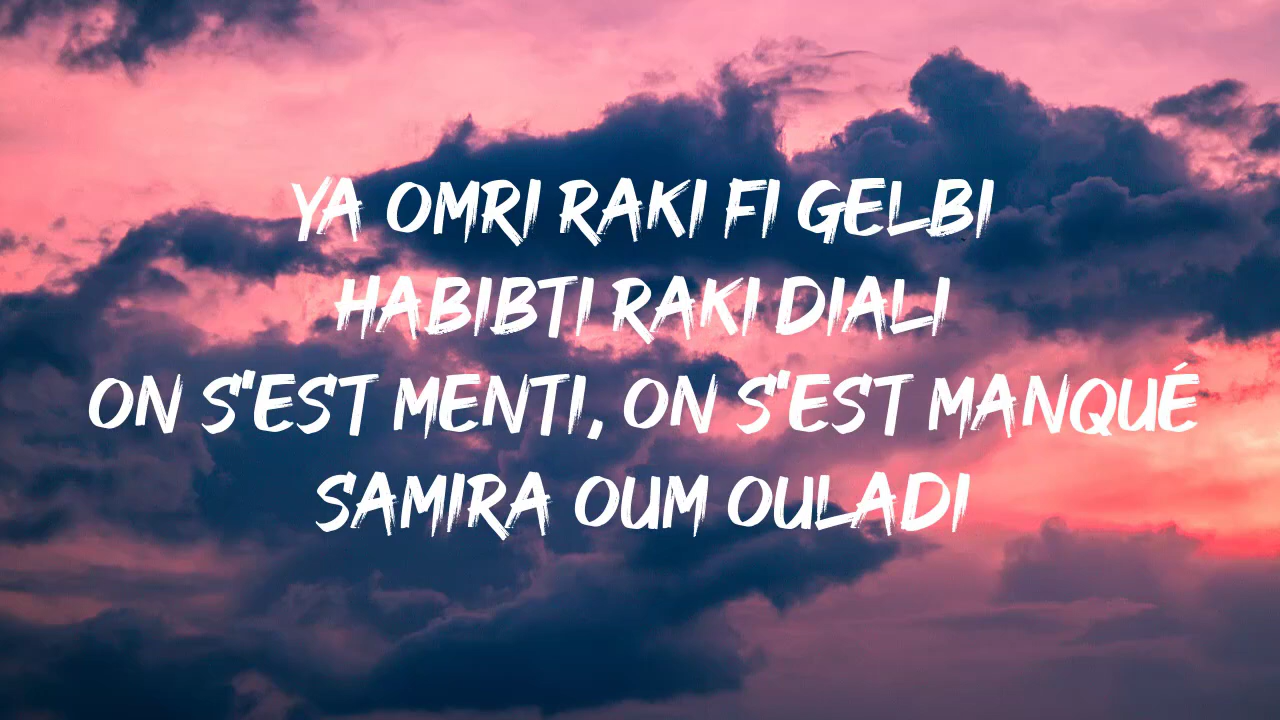 YA OMRI RAKI FI GELBI
HABIBTI RAKI DIALI
ON S'EST MENTI, ON S'EST MANQUÉ
SAMIRA OUM OULADI